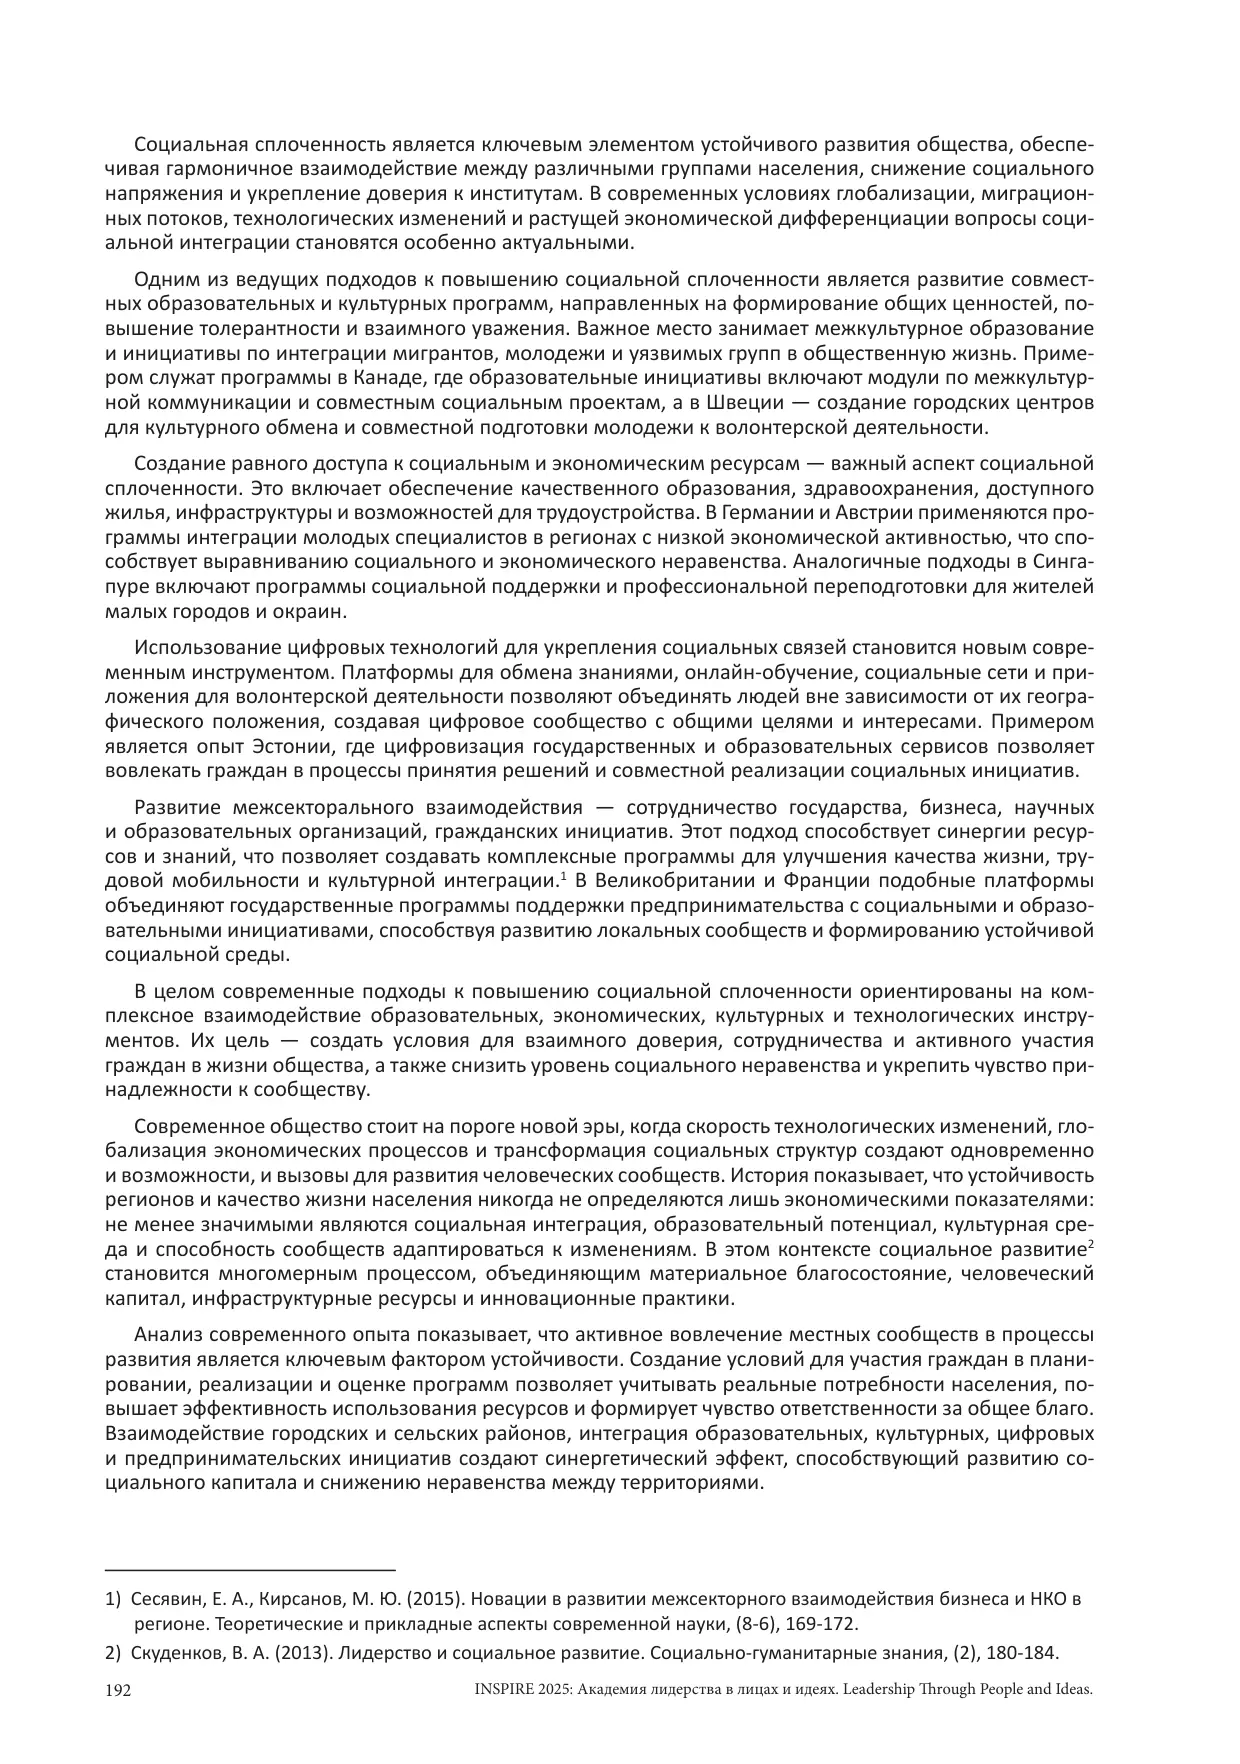 Социальная сплоченность является ключевым элементом устойчивого развития общества, обеспе-
чивая гармоничное взаимодействие между различными группами населения, снижение социального
напряжения и укрепление доверия к институтам. В современных условиях глобализации, миграцион-
ных потоков, технологических изменений и растущей экономической дифференциации вопросы соци-
альной интеграции становятся особенно актуальными.
Одним из ведущих подходов к повышению социальной сплоченности является развитие совмест-
ных образовательных и культурных программ, направленных на формирование общих ценностей, по-
вышение толерантности и взаимного уважения. Важное место занимает межкультурное образование
и инициативы по интеграции мигрантов, молодежи и уязвимых групп в общественную жизнь. Приме-
ром служат программы в Канаде, где образовательные инициативы включают модули по межкультур-
ной коммуникации и совместным социальным проектам, а в Швеции — создание городских центров
для культурного обмена и совместной подготовки молодежи к волонтерской деятельности.
Создание равного доступа к социальным и экономическим ресурсам — важный аспект социальной
сплоченности. Это включает обеспечение качественного образования, здравоохранения, доступного
жилья, инфраструктуры и возможностей для трудоустройства. В Германии и Австрии применяются про-
граммы интеграции молодых специалистов в регионах с низкой экономической активностью, что спо-
собствует выравниванию социального и экономического неравенства. Аналогичные подходы в Синга-
пуре включают программы социальной поддержки и профессиональной переподготовки для жителей
малых городов и окраин.
Использование цифровых технологий для укрепления социальных связей становится новым совре-
менным инструментом. Платформы для обмена знаниями, онлайн-обучение, социальные сети и при-
ложения для волонтерской деятельности позволяют объединять людей вне зависимости от их геогра-
фического положения, создавая цифровое сообщество с общими целями и интересами. Примером
является опыт Эстонии, где цифровизация государственных и образовательных сервисов позволяет
вовлекать граждан в процессы принятия решений и совместной реализации социальных инициатив.
Развитие межсекторального взаимодействия — сотрудничество государства, бизнеса, научных
и образовательных организаций, гражданских инициатив. Этот подход способствует синергии ресур-
сов и знаний, что позволяет создавать комплексные программы для улучшения качества жизни, тру-
довой мобильности и культурной интеграции.¹ В Великобритании и Франции подобные платформы
объединяют государственные программы поддержки предпринимательства с социальными и образо-
вательными инициативами, способствуя развитию локальных сообществ и формированию устойчивой
социальной среды.
В целом современные подходы к повышению социальной сплоченности ориентированы на ком-
плексное взаимодействие образовательных, экономических, культурных и технологических инстру-
ментов. Их цель — создать условия для взаимного доверия, сотрудничества и активного участия
граждан в жизни общества, а также снизить уровень социального неравенства и укрепить чувство при-
надлежности к сообществу.
Современное общество стоит на пороге новой эры, когда скорость технологических изменений, гло-
бализация экономических процессов и трансформация социальных структур создают одновременно
и возможности, и вызовы для развития человеческих сообществ. История показывает, что устойчивость
регионов и качество жизни населения никогда не определяются лишь экономическими показателями:
не менее значимыми являются социальная интеграция, образовательный потенциал, культурная сре-
да и способность сообществ адаптироваться к изменениям. В этом контексте социальное развитие²
становится многомерным процессом, объединяющим материальное благосостояние, человеческий
капитал, инфраструктурные ресурсы и инновационные практики.
Анализ современного опыта показывает, что активное вовлечение местных сообществ в процессы
развития является ключевым фактором устойчивости. Создание условий для участия граждан в плани-
ровании, реализации и оценке программ позволяет учитывать реальные потребности населения, по-
вышает эффективность использования ресурсов и формирует чувство ответственности за общее благо.
Взаимодействие городских и сельских районов, интеграция образовательных, культурных, цифровых
и предпринимательских инициатив создают синергетический эффект, способствующий развитию со-
циального капитала и снижению неравенства между территориями.
1) Сесявин, Е. А., Кирсанов, М. Ю. (2015). Новации в развитии межсекторного взаимодействия бизнеса и НКО в
регионе. Теоретические и прикладные аспекты современной науки, (8-6), 169-172.
2) Скуденков, В. А. (2013). Лидерство и социальное развитие. Социально-гуманитарные знания, (2), 180-184.
192 INSPIRE 2025: Академия лидерства в лицах и идеях. Leadership Through People and Ideas.